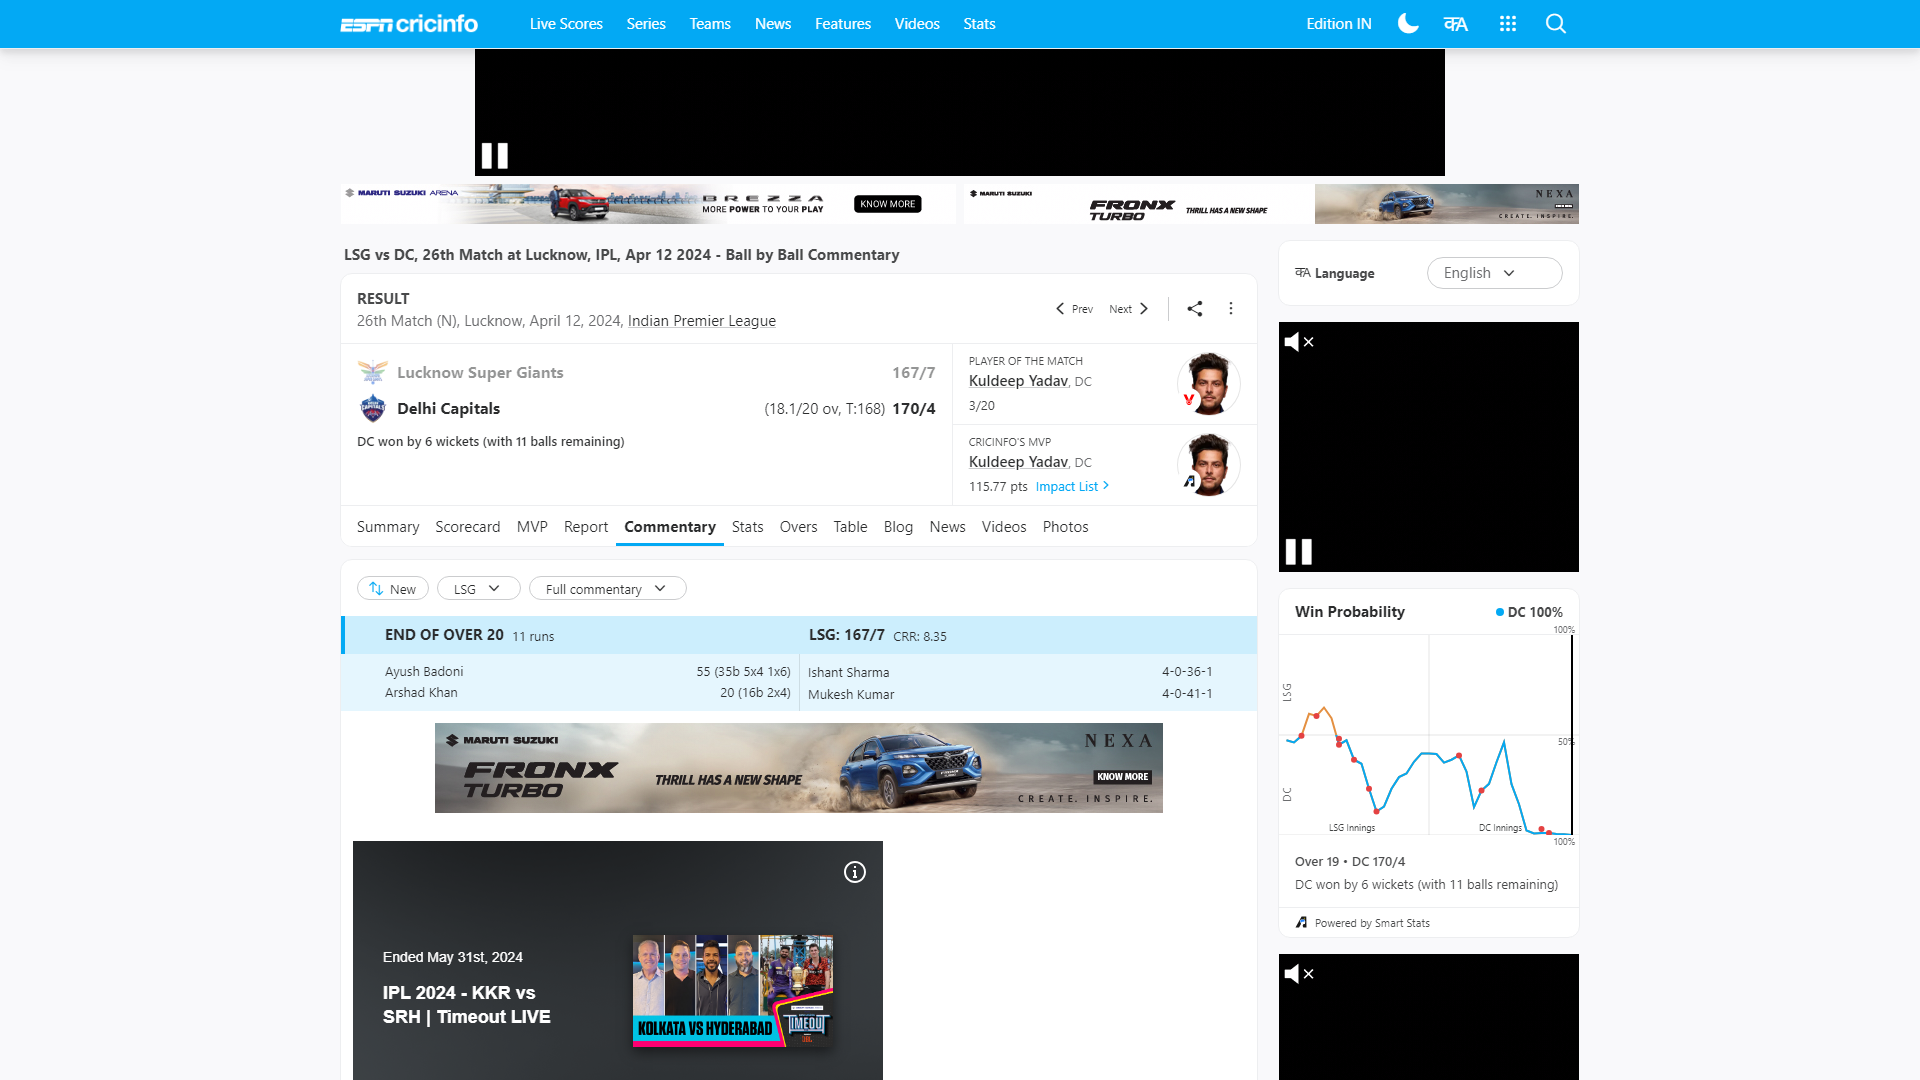 ESPN cricinfo
Live Scores Series Teams News Features Videos Stats
Edition IN क्A
MARUTI SUZUKI ARENA
BREZZA
MORE POWER TO YOUR PLAY
KNOW MORE
MARUTI SUZUKI
FRONX
TURBO
THRILL HAS A NEW SHAPE
NEXA
CREATE. INSPIRE.
LSG vs DC, 26th Match at Lucknow, IPL, Apr 12 2024 - Ball by Ball Commentary
RESULT
26th Match (N), Lucknow, April 12, 2024, Indian Premier League
Prev Next
Lucknow Super Giants 167/7
Delhi Capitals (18.1/20 ov, T:168) 170/4
DC won by 6 wickets (with 11 balls remaining)
PLAYER OF THE MATCH
Kuldeep Yadav, DC
3/20
CRICINFO'S MVP
Kuldeep Yadav, DC
115.77 pts Impact List
Summary Scorecard MVP Report Commentary Stats Overs Table Blog News Videos Photos
New LSG Full commentary
END OF OVER 20 11 runs LSG: 167/7 CRR: 8.35
Ayush Badoni 55 (35b 5x4 1x6)
Arshad Khan 20 (16b 2x4)
Ishant Sharma 4-0-36-1
Mukesh Kumar 4-0-41-1
MARUTI SUZUKI
FRONX
TURBO
THRILL HAS A NEW SHAPE
NEXA
KNOW MORE
CREATE. INSPIRE.
Ended May 31st, 2024
IPL 2024 - KKR vs
SRH | Timeout LIVE
KOLKATA VS HYDERABAD
TIMEOUT
क्A Language English
Win Probability DC 100%
100%
LSG
50%
DC
LSG Innings DC Innings
100%
Over 19 • DC 170/4
DC won by 6 wickets (with 11 balls remaining)
Powered by Smart Stats